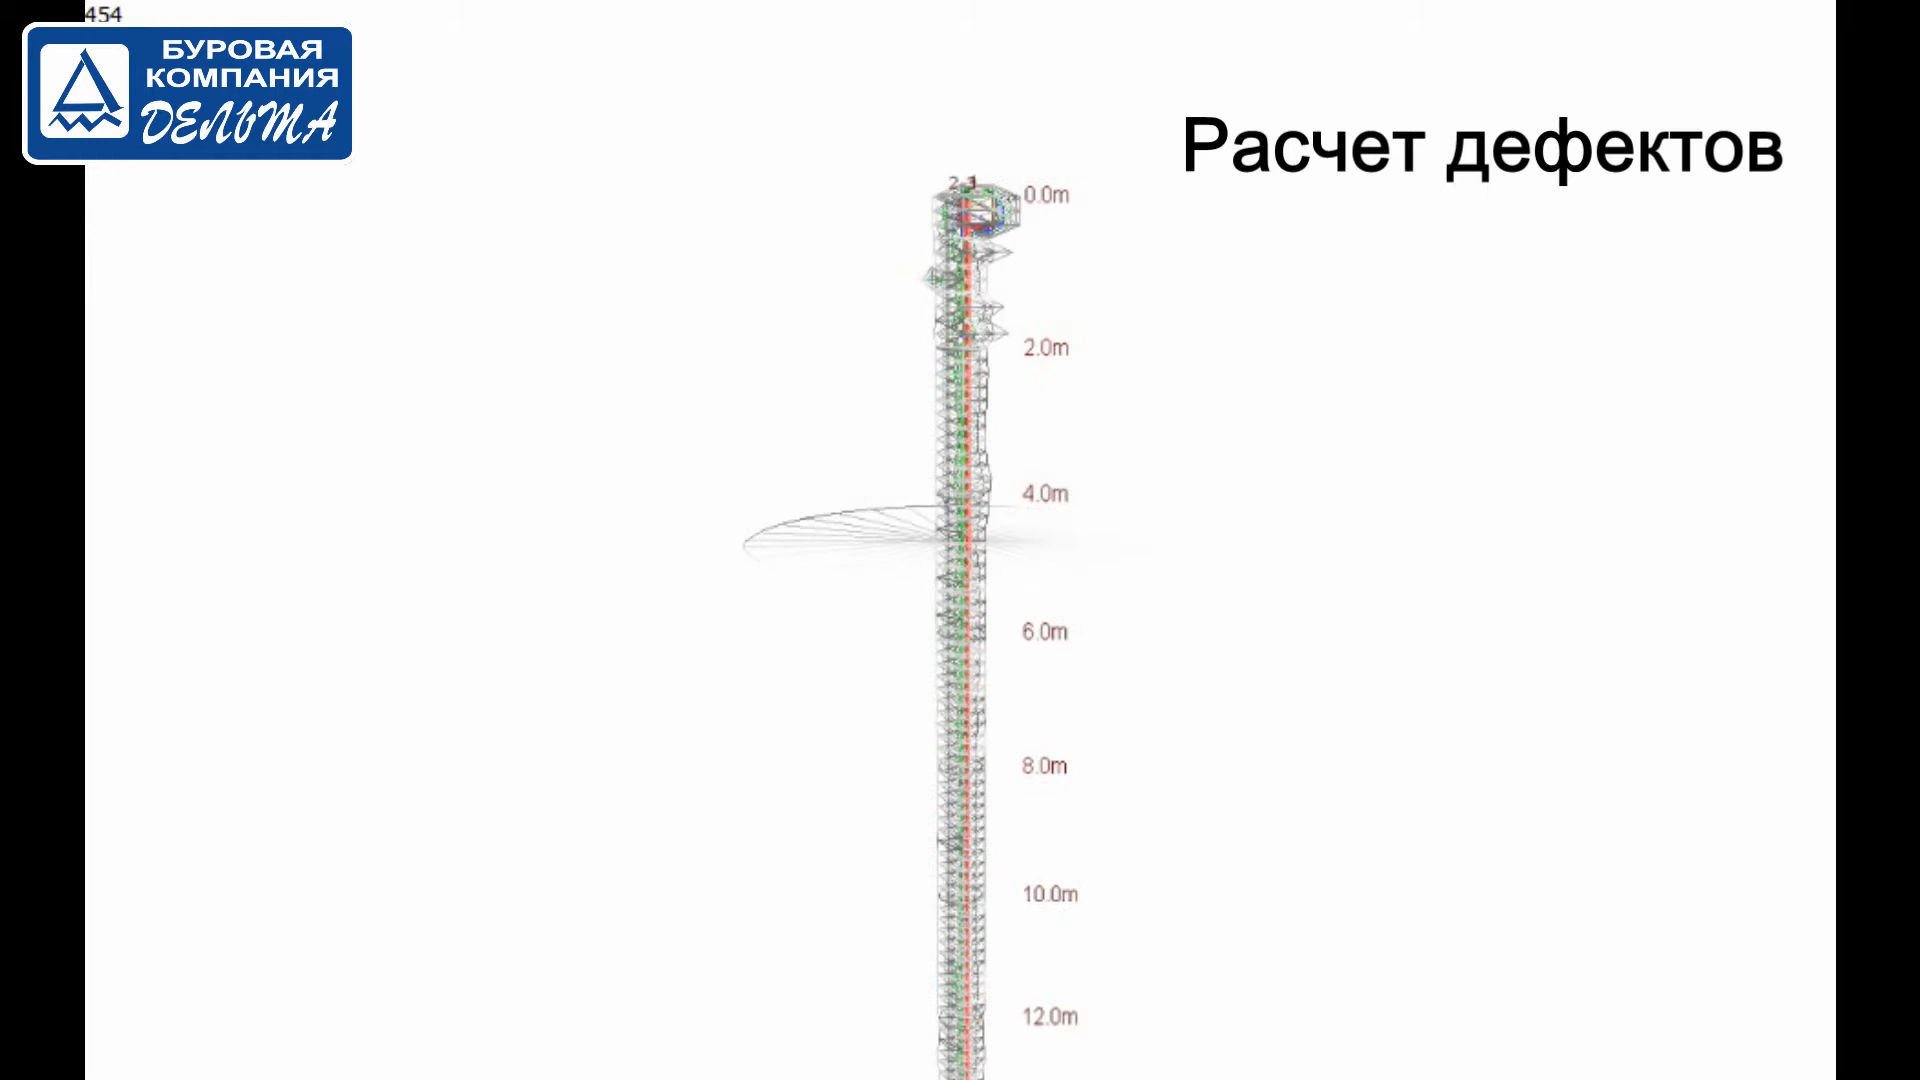 454
БУРОВАЯ
КОМПАНИЯ
ДЕЛЬТА
Расчет дефектов
0.0m
2.0m
4.0m
6.0m
8.0m
10.0m
12.0m